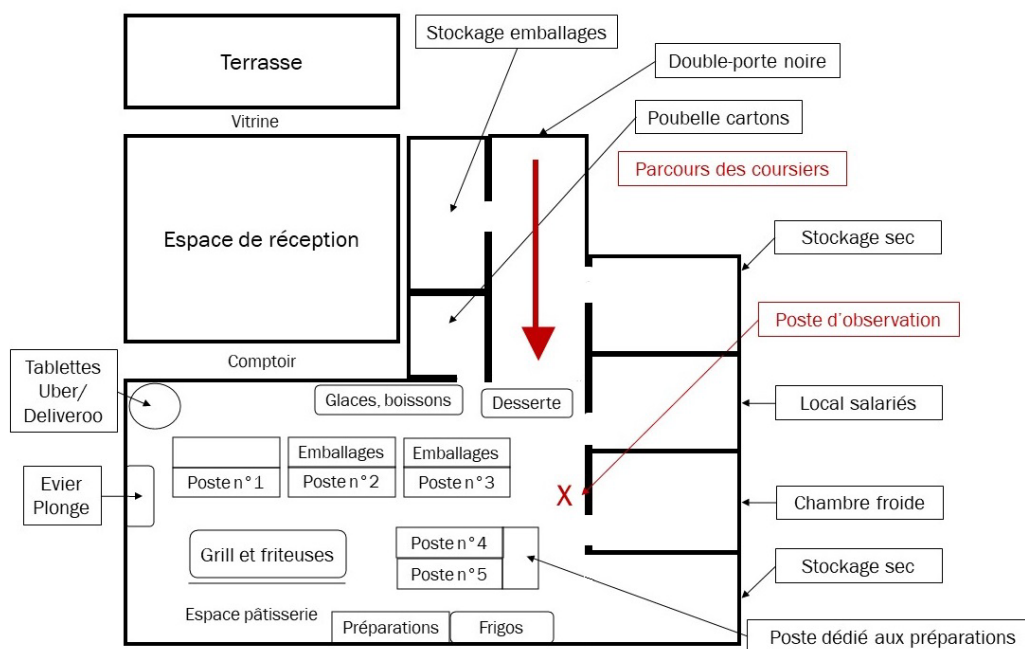 Stockage emballages
Terrasse
Double-porte noire
Vitrine
Poubelle cartons
Parcours des coursiers
Espace de réception
Stockage sec
Poste d'observation
Comptoir
Tablettes
Uber/
Deliveroo
Glaces, boissons
Desserte
Local salariés
Emballages
Emballages
Poste n°1
Poste n°2
Poste n°3
Evier
Plonge
X
Chambre froide
Grill et friteuses
Poste n°4
Poste n°5
Espace pâtisserie
Préparations
Frigos
Stockage sec
Poste dédié aux préparations